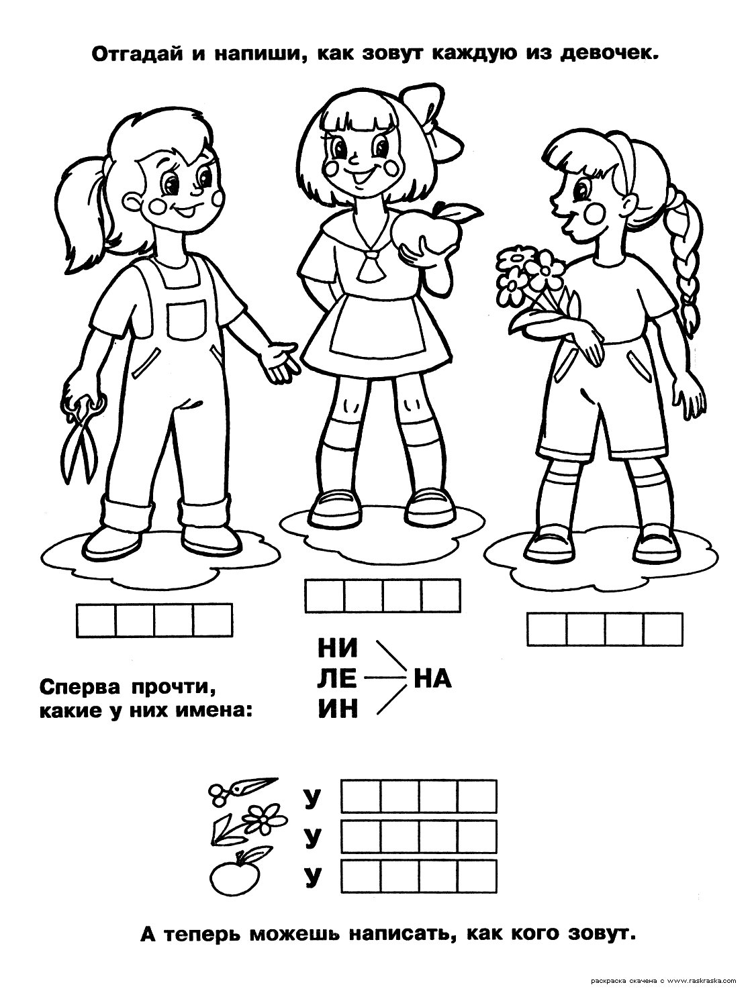 Отгадай и напиши, как зовут каждую из девочек.
НИ
ЛЕ НА
ИН
Сперва прочти,
какие у них имена:
У
У
У
А теперь можешь написать, как кого зовут.
раскраска скачена с www.raskraska.com